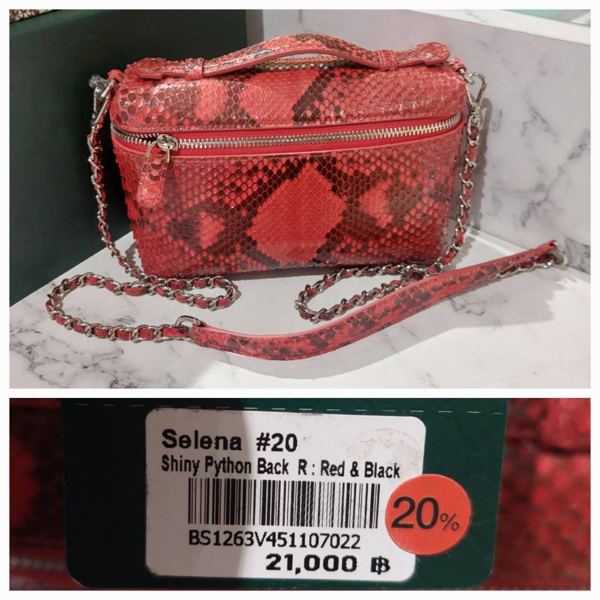 Selena #20
Shiny Python Back R : Red & Black
20%
BS1263V451107022
21,000 ฿